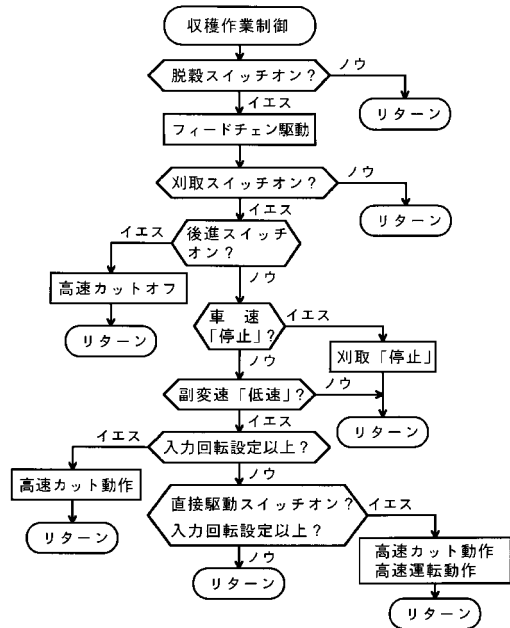 収穫作業制御
脱穀スイッチオン？
ノウ
リターン
イエス
フィードチェン駆動
刈取スイッチオン？
ノウ
リターン
イエス
後進スイッチ
オン？
イエス
高速カットオフ
リターン
ノウ
車　速
「停止」？
イエス
刈取「停止」
ノウ
副変速「低速」？
ノウ
リターン
イエス
入力回転設定以上？
イエス
高速カット動作
リターン
ノウ
直接駆動スイッチオン？
入力回転設定以上？
イエス
高速カット動作
高速運転動作
リターン
ノウ
リターン